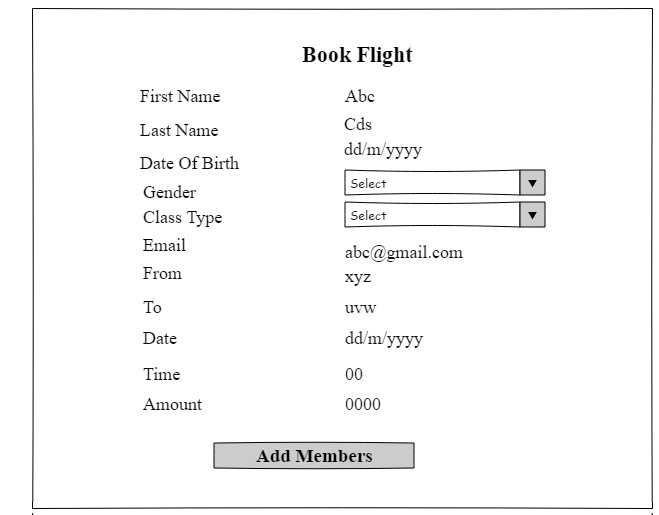 Book Flight
First Name Abc
Last Name Cds
Date Of Birth dd/m/yyyy
Gender Select
Class Type Select
Email abc@gmail.com
From xyz
To uvw
Date dd/m/yyyy
Time 00
Amount 0000
Add Members